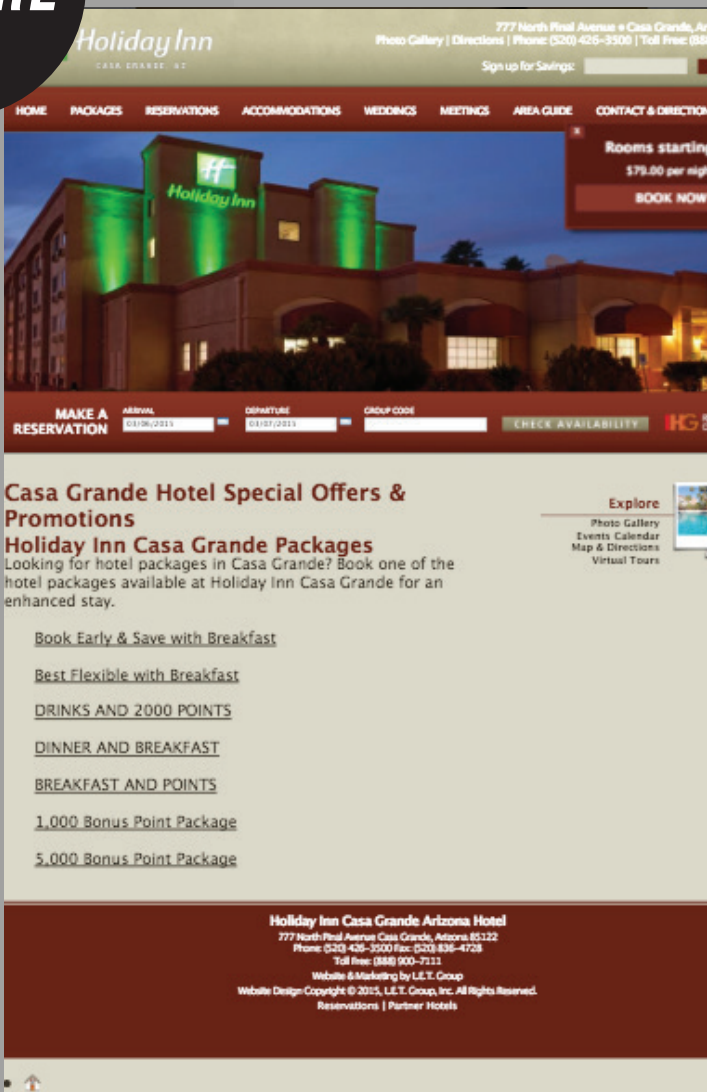 Holiday Inn
CASA GRANDE, AZ
777 North Pinal Avenue • Casa Grande,
Photo Gallery | Directions | Phone: (520) 426-3500 | Toll Free:
Sign up for Savings:
HOME PACKAGES RESERVATIONS ACCOMMODATIONS WEDDINGS MEETINGS AREA GUIDE CONTACT &
x
Rooms starting
$79.00 per
BOOK NOW
H
Holiday Inn
MAKE A
RESERVATION
ARRIVAL
03/06/2015
DEPARTURE
03/07/2015
GROUP CODE
CHECK AVAILABILITY
IHG
Casa Grande Hotel Special Offers &
Promotions
Holiday Inn Casa Grande Packages
Looking for hotel packages in Casa Grande? Book one of the
hotel packages available at Holiday Inn Casa Grande for an
enhanced stay.
Book Early & Save with Breakfast
Best Flexible with Breakfast
DRINKS AND 2000 POINTS
DINNER AND BREAKFAST
BREAKFAST AND POINTS
1,000 Bonus Point Package
5,000 Bonus Point Package
Explore
Photo Gallery
Events Calendar
Map & Directions
Virtual Tours
Holiday Inn Casa Grande Arizona Hotel
777 North Pinal Avenue Casa Grande, Arizona 85122
Phone: (520) 426-3500 Fax: (520) 836-4728
Toll Free: (888) 900-7111
Website & Marketing by I.E.T. Group
Website Design Copyright © 2015, I.E.T. Group, Inc. All Rights Reserved.
Reservations | Partner Hotels